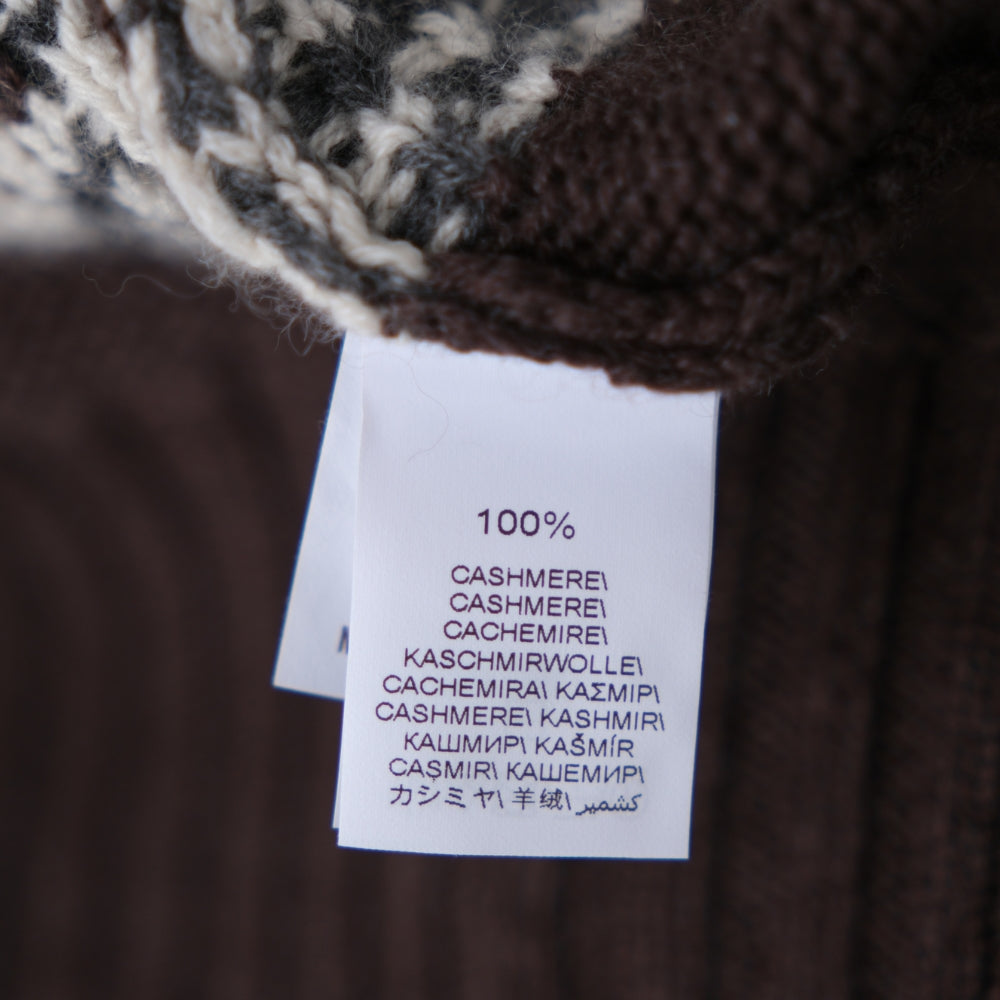 100%
CASHMERE\
CASHMERE\
CACHEMIRE\
KASCHMIRWOLLE\
CACHEMIRA\ ΚΑΣΜΙΡ\
CASHMERE\ KASHMIR\
КАШМИР\ KAŠMÍR
CAŞMIR\ КАШЕМИР\
カシミヤ\ 羊绒\ كشمير